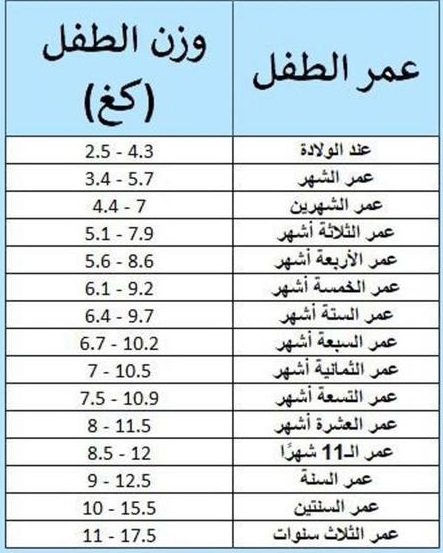 عمر الطفل وزن الطفل (كغ)
عند الولادة 2.5 - 4.3
عمر الشهر 3.4 - 5.7
عمر الشهرين 4.4 - 7
عمر الثلاثة أشهر 5.1 - 7.9
عمر الأربعة أشهر 5.6 - 8.6
عمر الخمسة أشهر 6.1 - 9.2
عمر الستة أشهر 6.4 - 9.7
عمر السبعة أشهر 6.7 - 10.2
عمر الثمانية أشهر 7 - 10.5
عمر التسعة أشهر 7.5 - 10.9
عمر العشرة أشهر 8 - 11.5
عمر الـ11 شهرًا 8.5 - 12
عمر السنة 9 - 12.5
عمر السنتين 10 - 15.5
عمر الثلاث سنوات 11 - 17.5